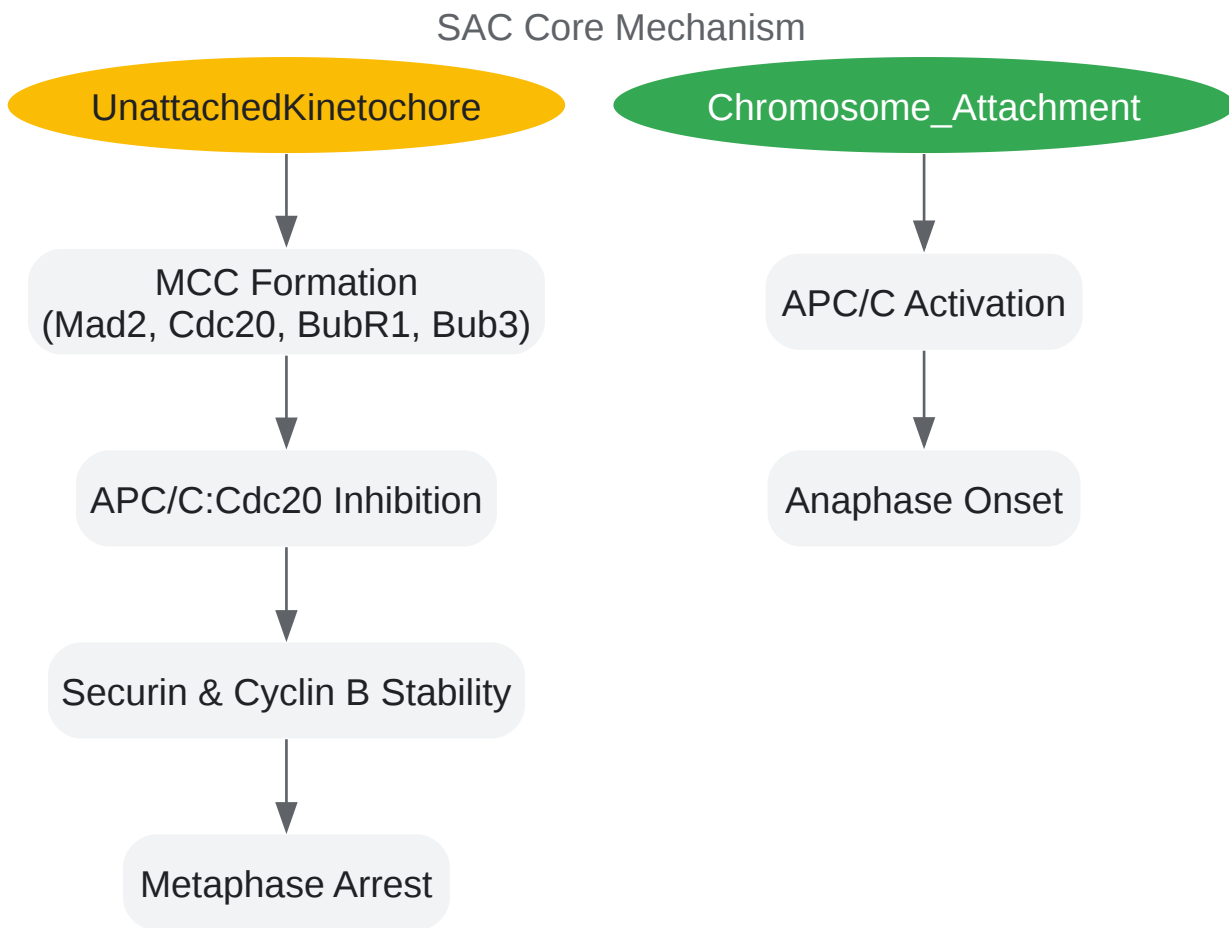 SAC Core Mechanism
UnattachedKinetochore
MCC Formation
(Mad2, Cdc20, BubR1, Bub3)
APC/C:Cdc20 Inhibition
Securin & Cyclin B Stability
Metaphase Arrest
Chromosome_Attachment
APC/C Activation
Anaphase Onset